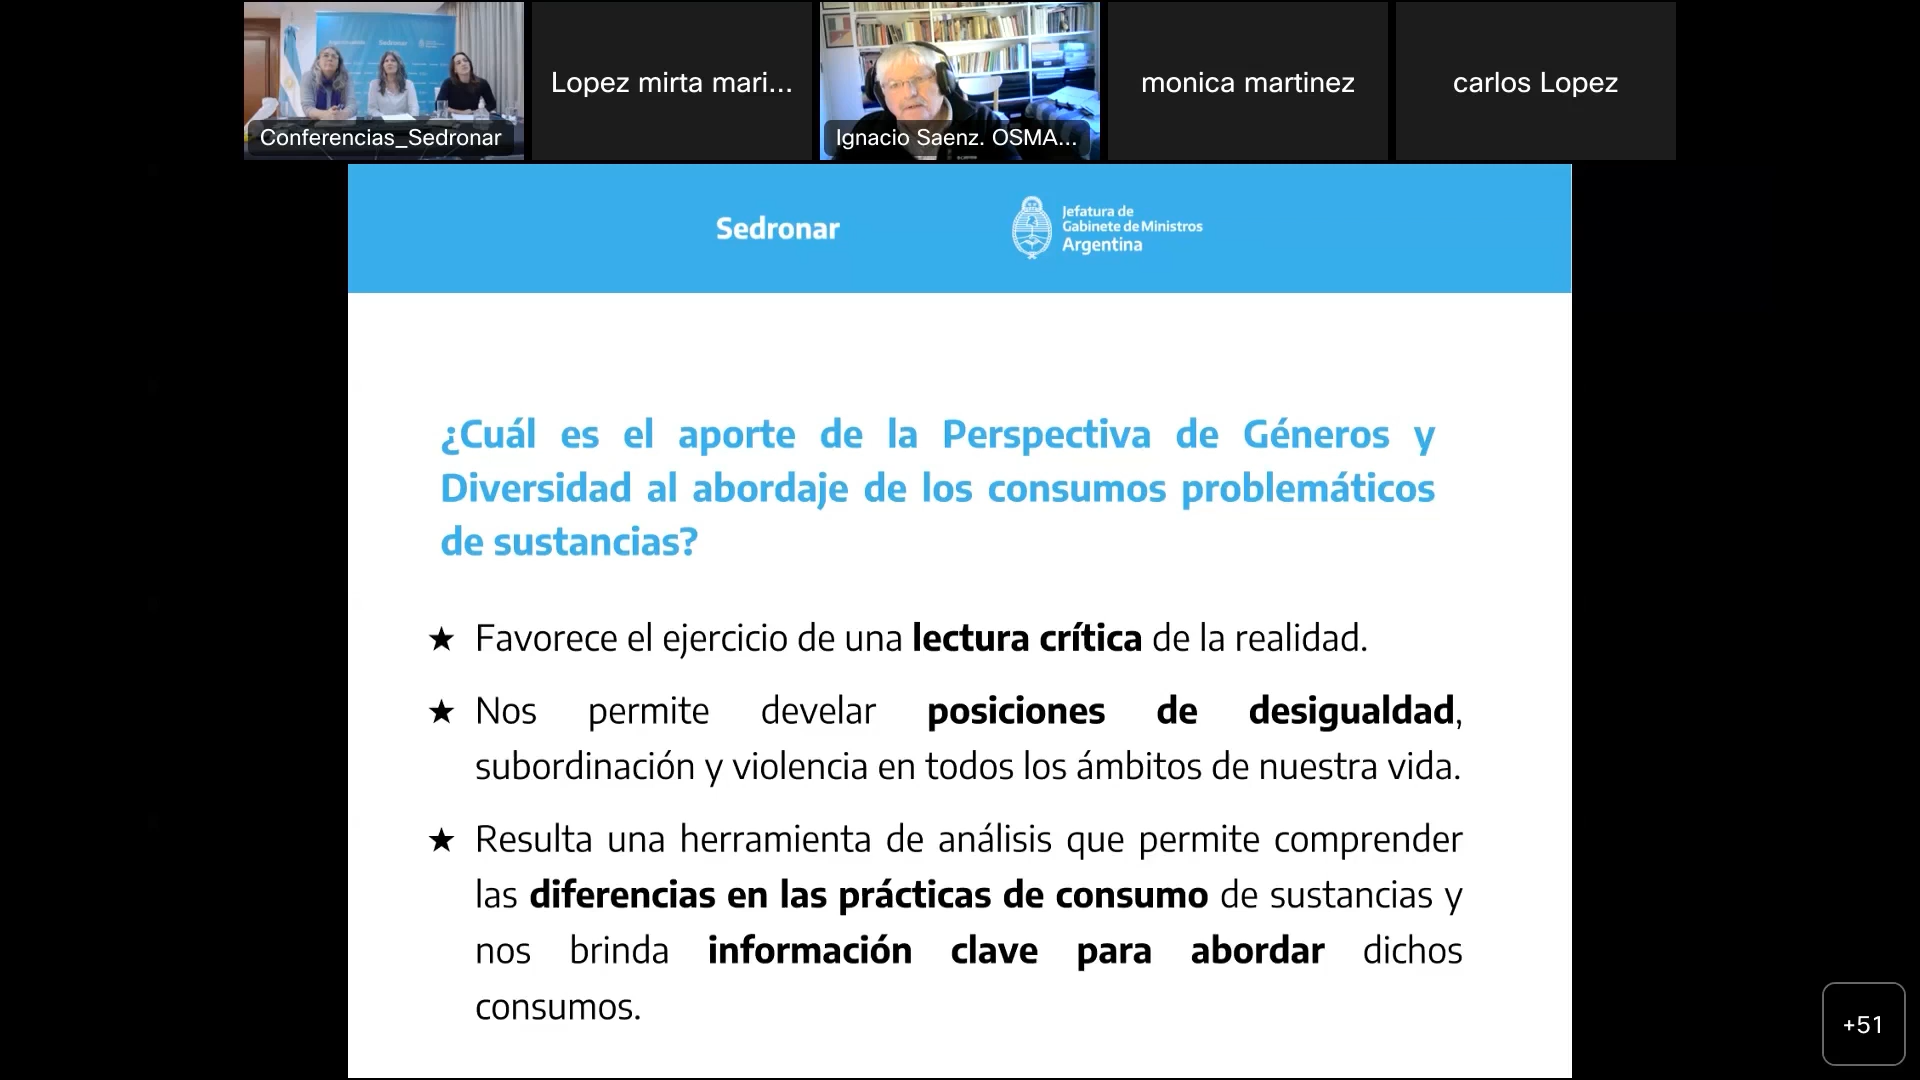 Sedronar
Conferencias_Sedronar
Lopez mirta mari...
Ignacio Saenz. OSMA...
monica martinez
carlos Lopez
Sedronar
Jefatura de
Gabinete de Ministros
Argentina
¿Cuál es el aporte de la Perspectiva de Géneros y
Diversidad al abordaje de los consumos problemáticos
de sustancias?
★ Favorece el ejercicio de una lectura crítica de la realidad.
★ Nos permite develar posiciones de desigualdad,
subordinación y violencia en todos los ámbitos de nuestra vida.
★ Resulta una herramienta de análisis que permite comprender
las diferencias en las prácticas de consumo de sustancias y
nos brinda información clave para abordar dichos
consumos.
+51